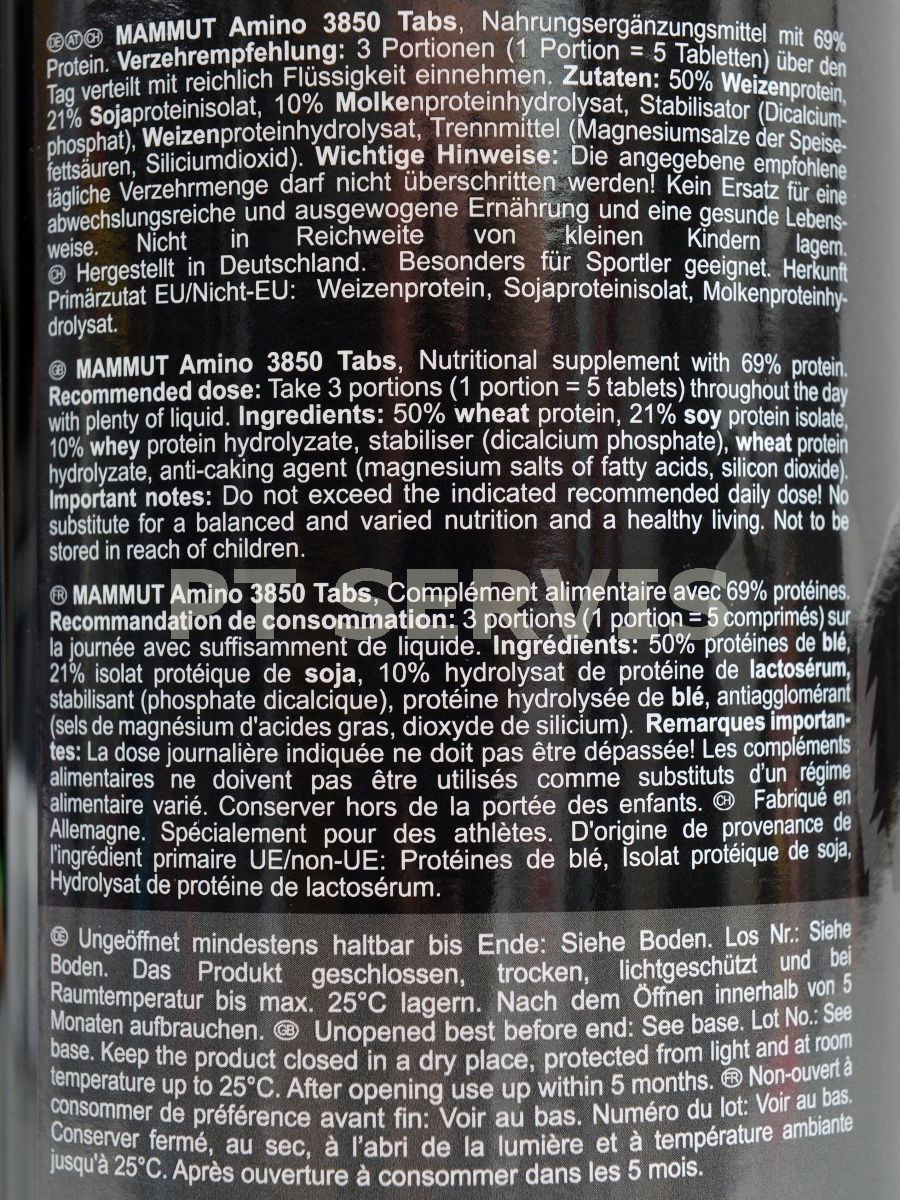 DE AT CH MAMMUT Amino 3850 Tabs, Nahrungsergänzungsmittel mit 69%
Protein. Verzehrempfehlung: 3 Portionen (1 Portion = 5 Tabletten) über den
Tag verteilt mit reichlich Flüssigkeit einnehmen. Zutaten: 50% Weizenprotein,
21% Sojaproteinisolat, 10% Molkenproteinhydrolysat, Stabilisator (Dicalcium-
phosphat), Weizenproteinhydrolysat, Trennmittel (Magnesiumsalze der Speise-
fettsäuren, Siliciumdioxid). Wichtige Hinweise: Die angegebene empfohlene
tägliche Verzehrmenge darf nicht überschritten werden! Kein Ersatz für eine
abwechslungsreiche und ausgewogene Ernährung und eine gesunde Lebens-
weise. Nicht in Reichweite von kleinen Kindern lagern.
CH Hergestellt in Deutschland. Besonders für Sportler geeignet. Herkunft
Primärzutat EU/Nicht-EU: Weizenprotein, Sojaproteinisolat, Molkenproteinhy-
drolysat.
GB MAMMUT Amino 3850 Tabs, Nutritional supplement with 69% protein.
Recommended dose: Take 3 portions (1 portion = 5 tablets) throughout the day
with plenty of liquid. Ingredients: 50% wheat protein, 21% soy protein isolate,
10% whey protein hydrolyzate, stabiliser (dicalcium phosphate), wheat protein
hydrolyzate, anti-caking agent (magnesium salts of fatty acids, silicon dioxide).
Important notes: Do not exceed the indicated recommended daily dose! No
substitute for a balanced and varied nutrition and a healthy living. Not to be
stored in reach of children.
PT SERVIS
FR MAMMUT Amino 3850 Tabs, Complément alimentaire avec 69% protéines.
Recommandation de consommation: 3 portions (1 portion = 5 comprimés) sur
la journée avec suffisamment de liquide. Ingrédients: 50% protéines de blé,
21% isolat protéique de soja, 10% hydrolysat de protéine de lactosérum,
stabilisant (phosphate dicalcique), protéine hydrolysée de blé, antiagglomérant
(sels de magnésium d'acides gras, dioxyde de silicium). Remarques importan-
tes: La dose journalière indiquée ne doit pas être dépassée! Les compléments
alimentaires ne doivent pas être utilisés comme substituts d'un régime
alimentaire varié. Conserver hors de la portée des enfants. CH Fabriqué en
Allemagne. Spécialement pour des athlètes. D'origine de provenance de
l'ingrédient primaire UE/non-UE: Protéines de blé, Isolat protéique de soja,
Hydrolysat de protéine de lactosérum.
DE Ungeöffnet mindestens haltbar bis Ende: Siehe Boden. Los Nr.: Siehe
Boden. Das Produkt geschlossen, trocken, lichtgeschützt und bei
Raumtemperatur bis max. 25°C lagern. Nach dem Öffnen innerhalb von 5
Monaten aufbrauchen. GB Unopened best before end: See base. Lot No.: See
base. Keep the product closed in a dry place, protected from light and at room
temperature up to 25°C. After opening use up within 5 months. FR Non-ouvert à
consommer de préférence avant fin: Voir au bas. Numéro du lot: Voir au bas.
Conserver fermé, au sec, à l'abri de la lumière et à température ambiante
jusqu'à 25°C. Après ouverture à consommer dans les 5 mois.